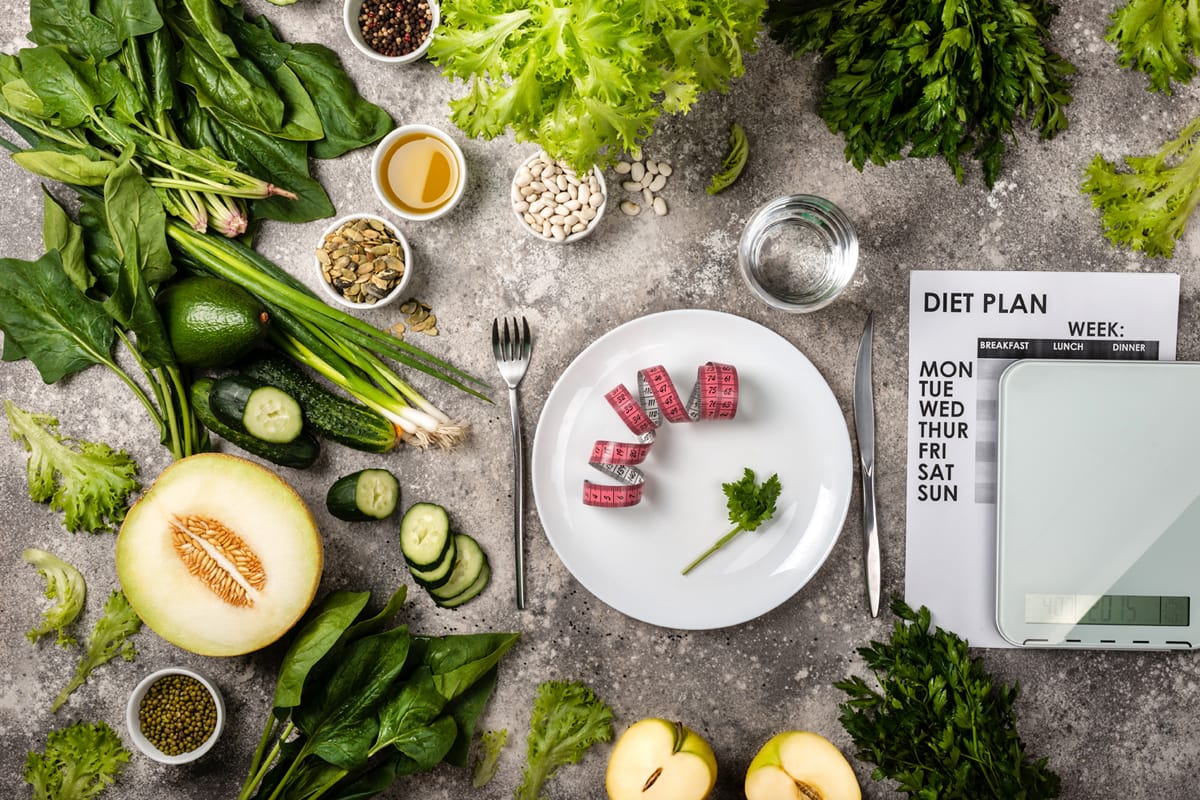 DIET PLAN
WEEK:
BREAKFAST LUNCH DINNER
MON
TUE
WED
THUR
FRI
SAT
SUN